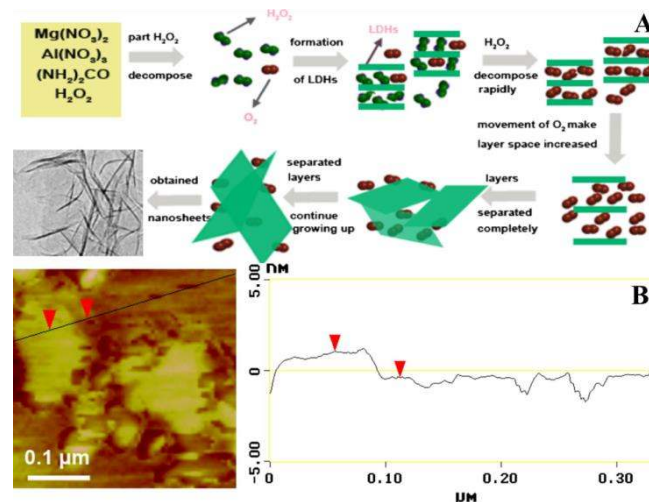 A
Mg(NO₃)₂
Al(NO₃)₃
(NH₂)₂CO
H₂O₂
part H₂O₂
decompose
H₂O₂
O₂
formation
of LDHs
LDHs
H₂O₂
decompose
rapidly
movement of O₂ make
layer space increased
layers
separated
completely
separated
layers
continue
growing up
obtained
nanosheets
B
0.1 µm
nM
5.00
0
-5.00
0
0.10
0.20
0.30
µM